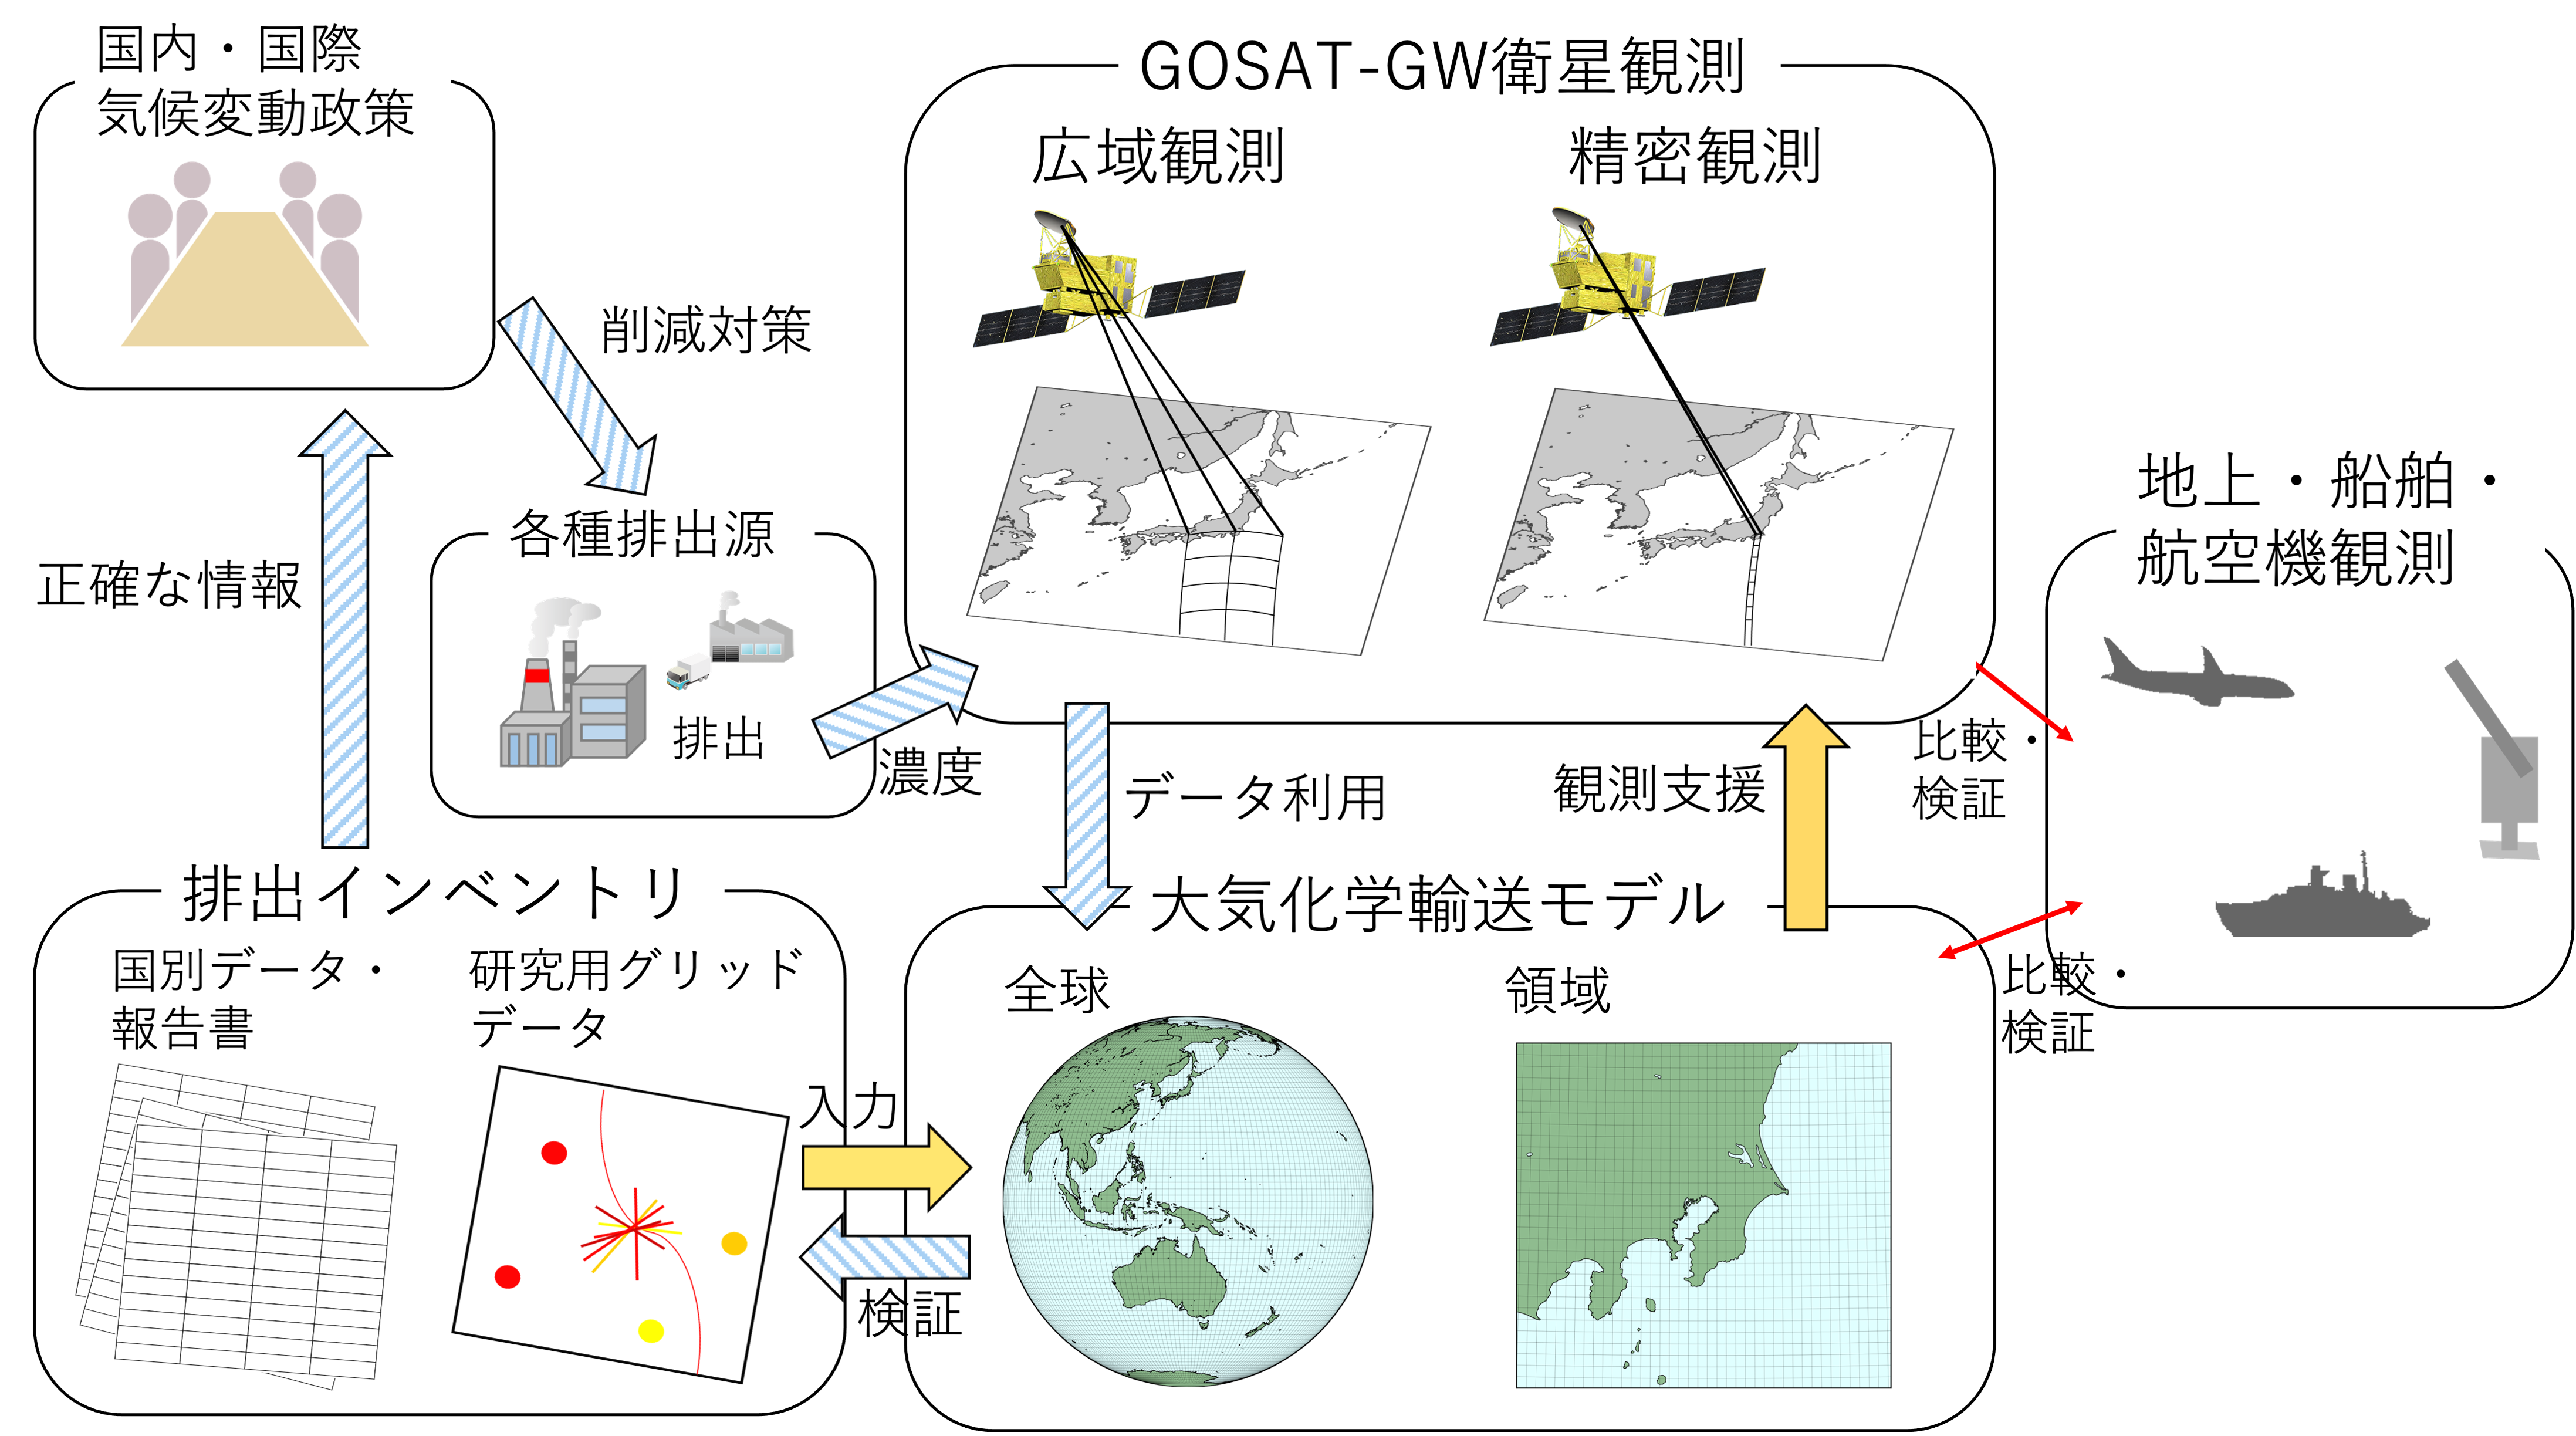 国内・国際
気候変動政策
削減対策
正確な情報
各種排出源
排出
濃度
GOSAT-GW衛星観測
広域観測
精密観測
データ利用
観測支援
比較・
検証
地上・船舶・
航空機観測
比較・
検証
排出インベントリ
国別データ・
報告書
研究用グリッド
データ
入力
検証
大気化学輸送モデル
全球
領域